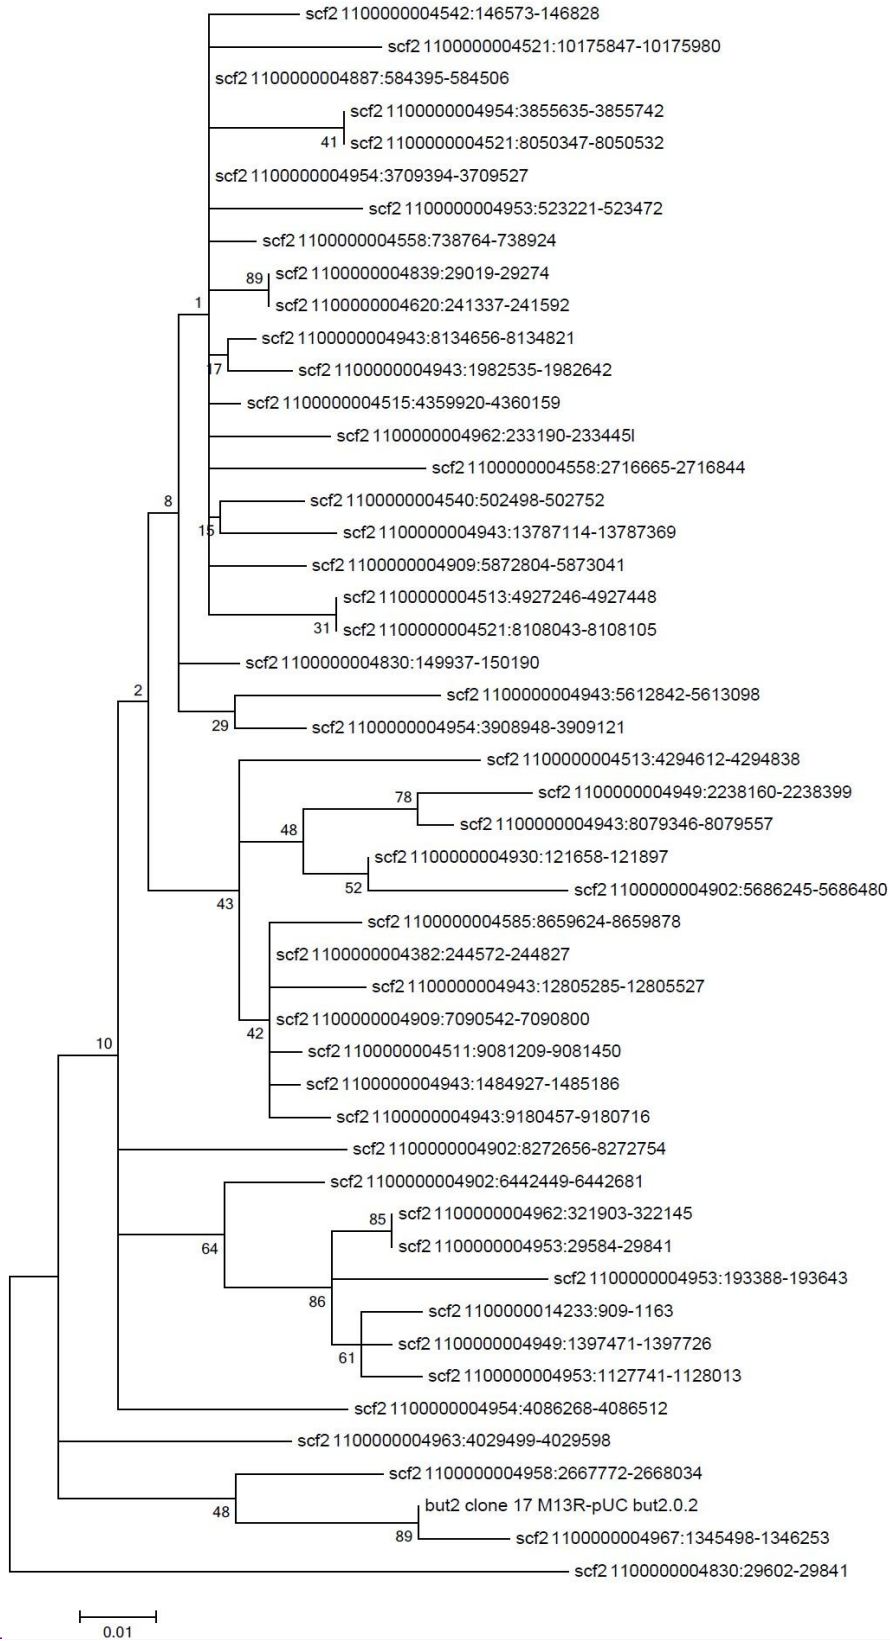 scf2 1100000004542:146573-146828
scf2 1100000004521:10175847-10175980
scf2 1100000004887:584395-584506
scf2 1100000004954:3855635-3855742
41
scf2 1100000004521:8050347-8050532
scf2 1100000004954:3709394-3709527
scf2 1100000004953:523221-523472
scf2 1100000004558:738764-738924
89
scf2 1100000004839:29019-29274
scf2 1100000004620:241337-241592
1
scf2 1100000004943:8134656-8134821
17
scf2 1100000004943:1982535-1982642
scf2 1100000004515:4359920-4360159
scf2 1100000004962:233190-233445l
scf2 1100000004558:2716665-2716844
8
scf2 1100000004540:502498-502752
15
scf2 1100000004943:13787114-13787369
scf2 1100000004909:5872804-5873041
scf2 1100000004513:4927246-4927448
31
scf2 1100000004521:8108043-8108105
scf2 1100000004830:149937-150190
2
scf2 1100000004943:5612842-5613098
29
scf2 1100000004954:3908948-3909121
scf2 1100000004513:4294612-4294838
78
scf2 1100000004949:2238160-2238399
48
scf2 1100000004943:8079346-8079557
scf2 1100000004930:121658-121897
52
scf2 1100000004902:5686245-5686480
43
scf2 1100000004585:8659624-8659878
scf2 1100000004382:244572-244827
scf2 1100000004943:12805285-12805527
42
scf2 1100000004909:7090542-7090800
10
scf2 1100000004511:9081209-9081450
scf2 1100000004943:1484927-1485186
scf2 1100000004943:9180457-9180716
scf2 1100000004902:8272656-8272754
scf2 1100000004902:6442449-6442681
85
scf2 1100000004962:321903-322145
64
scf2 1100000004953:29584-29841
scf2 1100000004953:193388-193643
86
scf2 1100000014233:909-1163
scf2 1100000004949:1397471-1397726
61
scf2 1100000004953:1127741-1128013
scf2 1100000004954:4086268-4086512
scf2 1100000004963:4029499-4029598
scf2 1100000004958:2667772-2668034
48
but2 clone 17 M13R-pUC but2.0.2
89
scf2 1100000004967:1345498-1346253
scf2 1100000004830:29602-29841
0.01